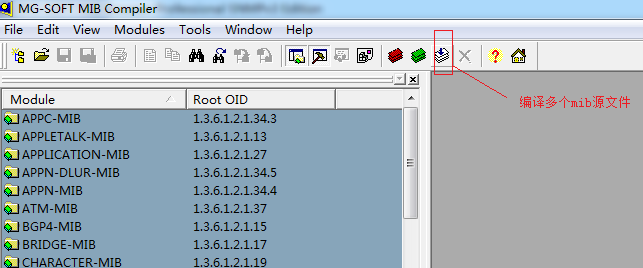 MG-SOFT MIB Compiler Professional SNMPv3 Edition
File Edit View Modules Tools Window Help
Module Root OID
APPC-MIB 1.3.6.1.2.1.34.3
APPLETALK-MIB 1.3.6.1.2.1.13
APPLICATION-MIB 1.3.6.1.2.1.27
APPN-DLUR-MIB 1.3.6.1.2.1.34.5
APPN-MIB 1.3.6.1.2.1.34.4
ATM-MIB 1.3.6.1.2.1.37
BGP4-MIB 1.3.6.1.2.1.15
BRIDGE-MIB 1.3.6.1.2.1.17
CHARACTER-MIB 1.3.6.1.2.1.19
编译多个mib源文件